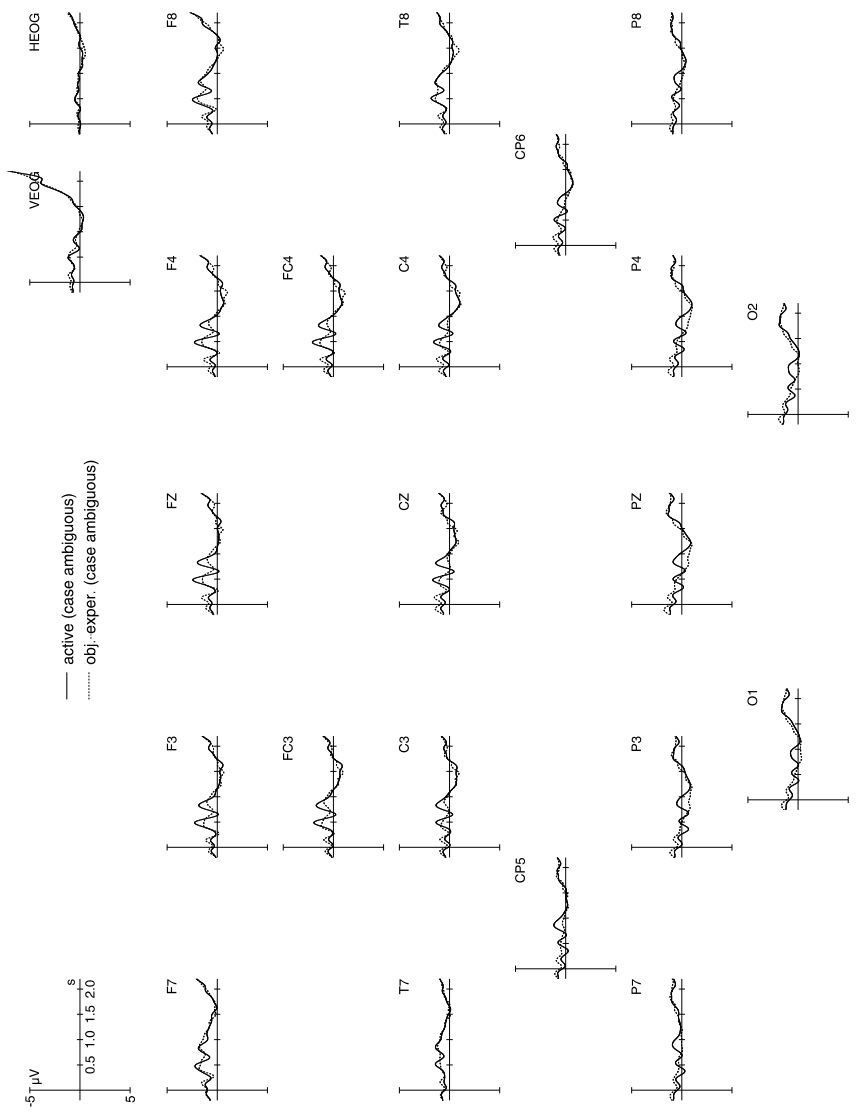 -5 µV
s
0.5 1.0 1.5 2.0
5
active (case ambiguous)
obj.-exper. (case ambiguous)
VEOG HEOG
F7 F3 FZ F4 F8
FC3 FC4
T7 C3 CZ C4 T8
CP5 CP6
P7 P3 PZ P4 P8
O1 O2